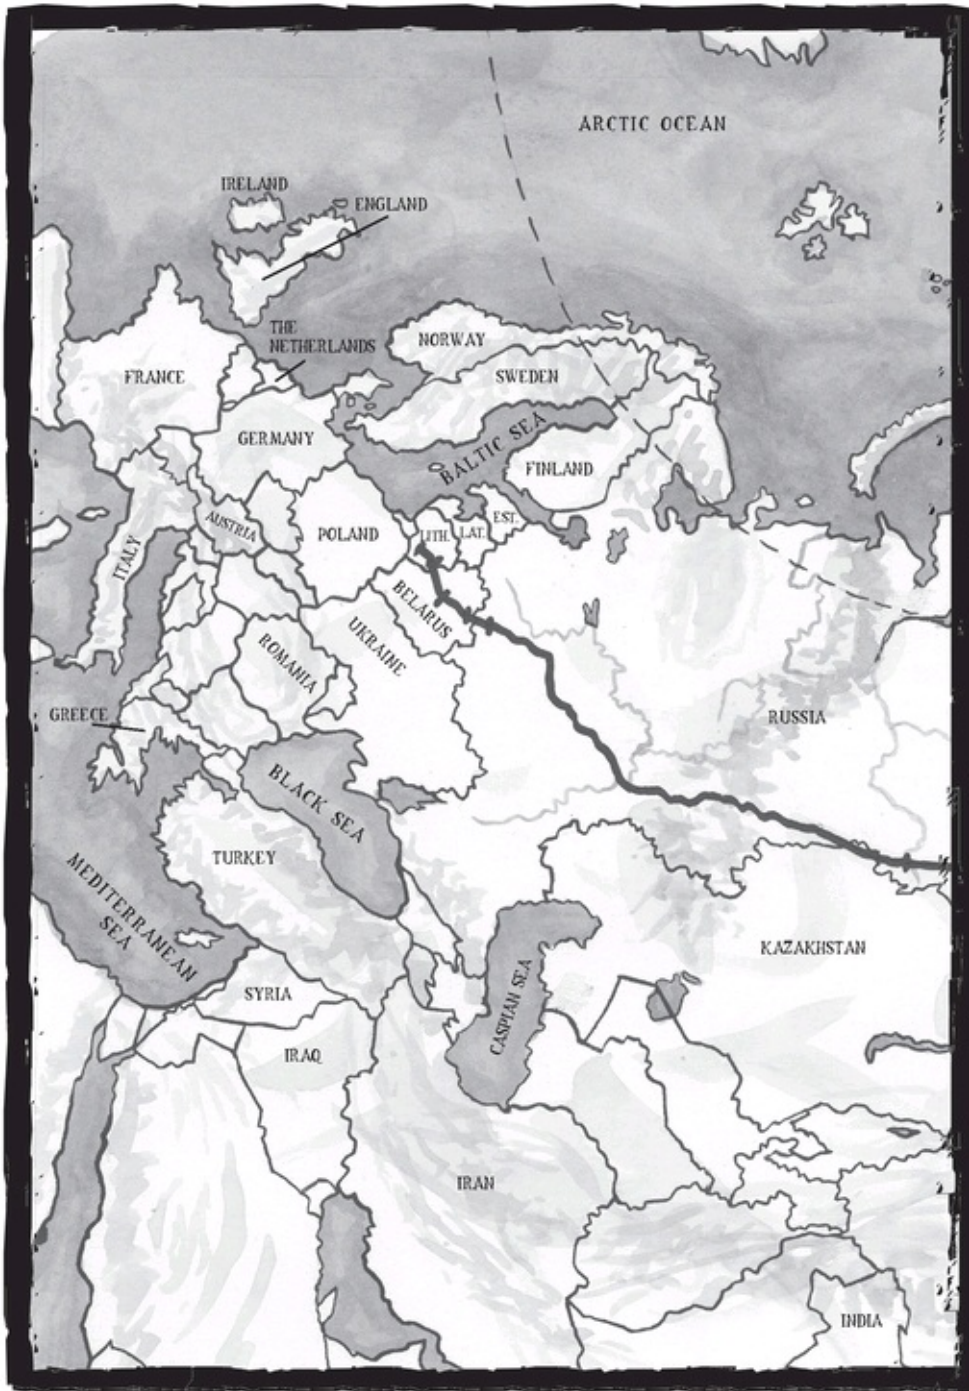 ARCTIC OCEAN
IRELAND
ENGLAND
THE
NETHERLANDS
NORWAY
FRANCE
SWEDEN
GERMANY
BALTIC SEA
FINLAND
EST.
LAT.
LITH.
AUSTRIA
POLAND
ITALY
BELARUS
UKRAINE
ROMANIA
GREECE
RUSSIA
BLACK SEA
TURKEY
MEDITERRANEAN
SEA
KAZAKHSTAN
SYRIA
CASPIAN SEA
IRAQ
IRAN
INDIA